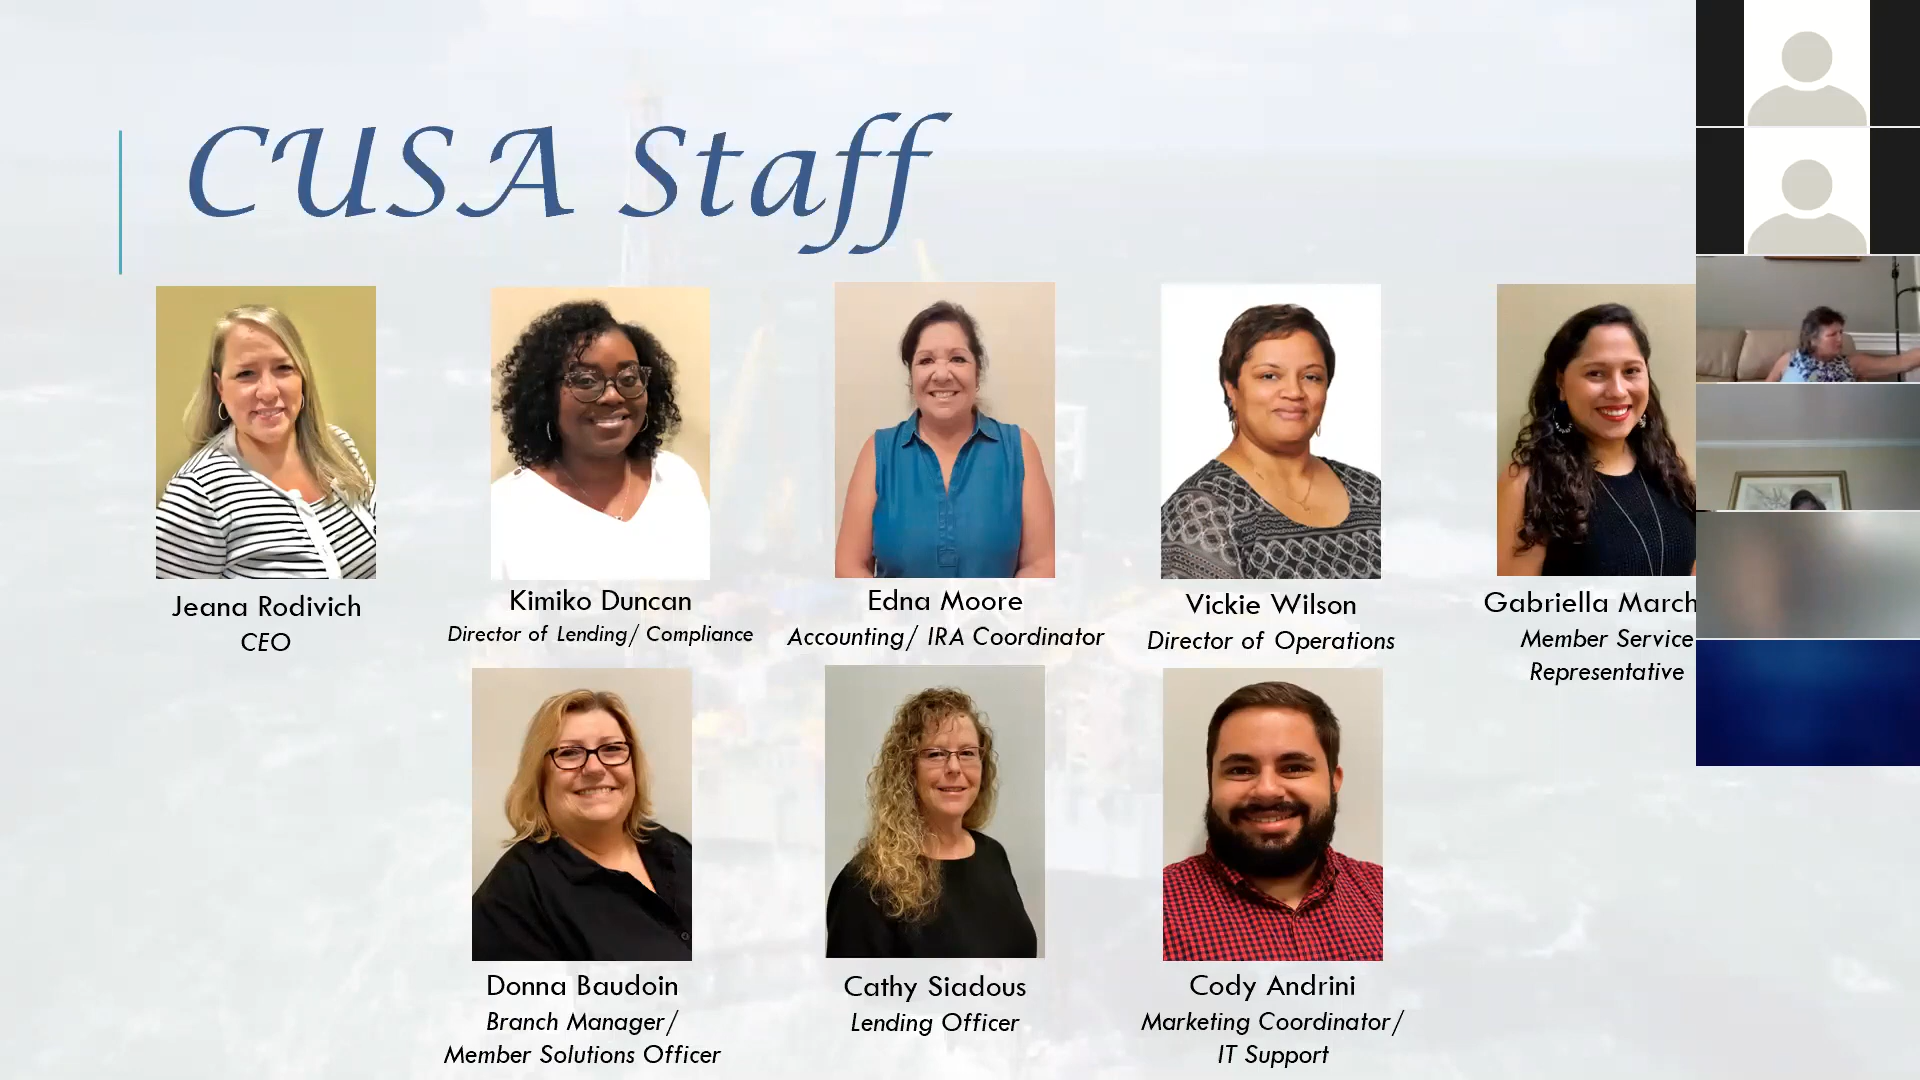 CUSA Staff
Jeana Rodivich
CEO
Kimiko Duncan
Director of Lending/ Compliance
Edna Moore
Accounting/ IRA Coordinator
Vickie Wilson
Director of Operations
Gabriella March
Member Service
Representative
Donna Baudoin
Branch Manager/
Member Solutions Officer
Cathy Siadous
Lending Officer
Cody Andrini
Marketing Coordinator/
IT Support